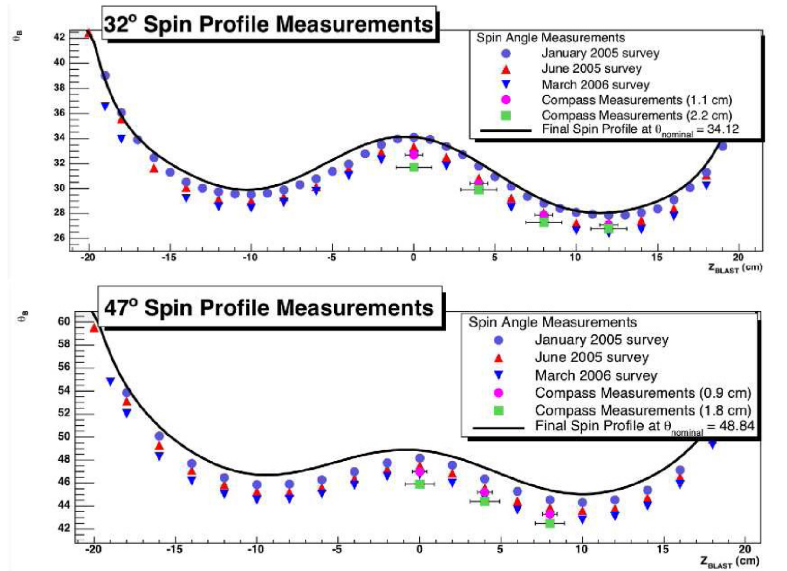 32º Spin Profile Measurements
θB
42
40
38
36
34
32
30
28
26
Spin Angle Measurements
January 2005 survey
June 2005 survey
March 2006 survey
Compass Measurements (1.1 cm)
Compass Measurements (2.2 cm)
Final Spin Profile at θnominal = 34.12
-20 -15 -10 -5 0 5 10 15 20
ZBLAST (cm)
47º Spin Profile Measurements
θB
60
58
56
54
52
50
48
46
44
42
Spin Angle Measurements
January 2005 survey
June 2005 survey
March 2006 survey
Compass Measurements (0.9 cm)
Compass Measurements (1.8 cm)
Final Spin Profile at θnominal = 48.84
-20 -15 -10 -5 0 5 10 15 20
ZBLAST (cm)